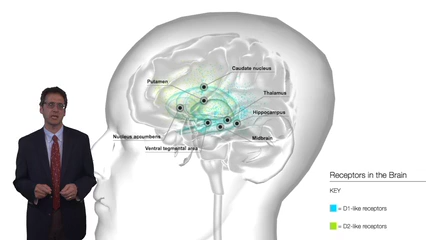 Caudate nucleus
Putamen
Thalamus
Hippocampus
Nucleus accumbens
Midbrain
Ventral tegmental area
Receptors in the Brain
KEY
= D1-like receptors
= D2-like receptors